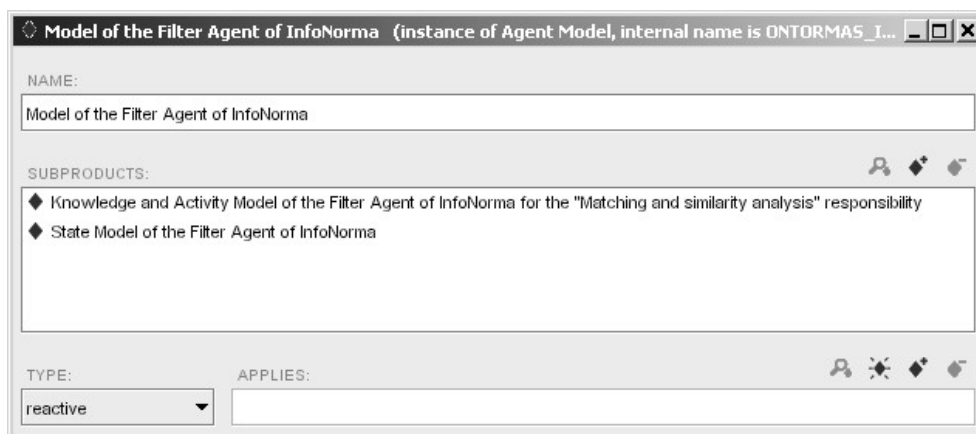 Model of the Filter Agent of InfoNorma (instance of Agent Model, internal name is ONTORMAS_I...
NAME:
Model of the Filter Agent of InfoNorma
SUBPRODUCTS:
Knowledge and Activity Model of the Filter Agent of InfoNorma for the "Matching and similarity analysis" responsibility
State Model of the Filter Agent of InfoNorma
TYPE: APPLIES:
reactive